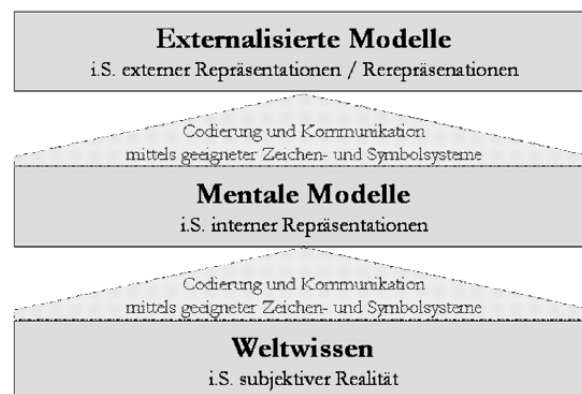 Externalisierte Modelle
i.S. externer Repräsentationen / Rerepräsenationen
Codierung und Kommunikation
mittels geeigneter Zeichen- und Symbolsysteme
Mentale Modelle
i.S. interner Repräsentationen
Codierung und Kommunikation
mittels geeigneter Zeichen- und Symbolsysteme
Weltwissen
i.S. subjektiver Realität